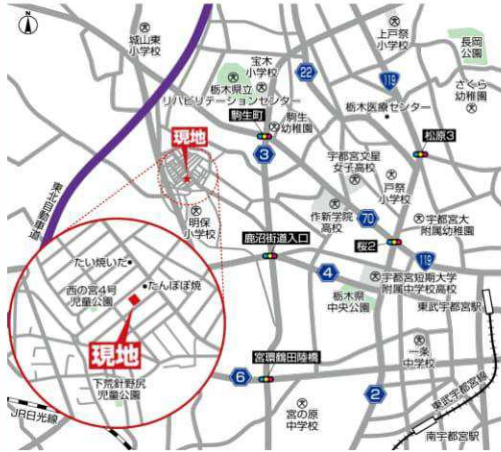 城山東
小学校
宝木
小学校
栃木県立
リハビリテーションセンター
駒生町
駒生
幼稚園
22
上戸祭
小学校
119
長岡
公園
さくら
幼稚園
栃木医療センター
松原3
現地
3
宇都宮文星
女子高校
戸祭
小学校
作新学院
高校
70
宇都宮大
附属幼稚園
東北自動車道
明保
小学校
鹿沼街道入口
桜2
119
4
宇都宮短期大学
附属中学校高校
栃木県
中央公園
東武宇都宮駅
たい焼いだ
西の宮4号
児童公園
たんぽぽ焼
現地
下荒針野尻
児童公園
宮環鶴田陸橋
6
一条
中学校
2
宮の原
中学校
東武宇都宮線
南宇都宮駅
JR日光線